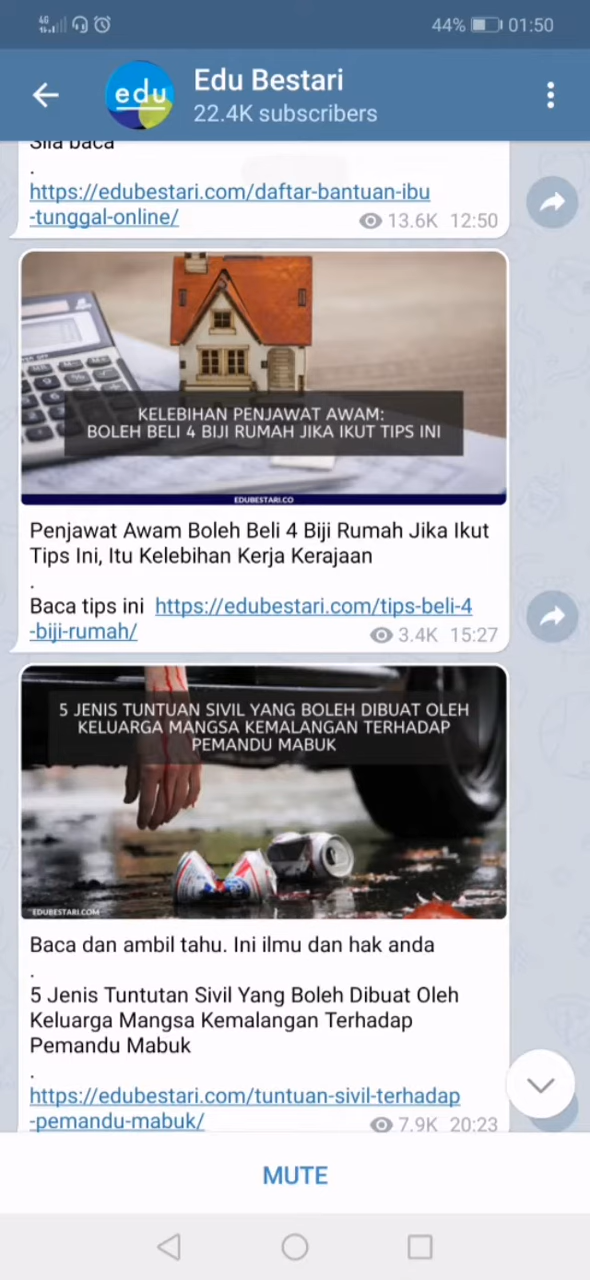 4G
44% 01:50
edu
Edu Bestari
22.4K subscribers
Sila baca
.
https://edubestari.com/daftar-bantuan-ibu
-tunggal-online/
13.6K 12:50
KELEBIHAN PENJAWAT AWAM:
BOLEH BELI 4 BIJI RUMAH JIKA IKUT TIPS INI
EDUBESTARI.CO
Penjawat Awam Boleh Beli 4 Biji Rumah Jika Ikut
Tips Ini, Itu Kelebihan Kerja Kerajaan
.
Baca tips ini https://edubestari.com/tips-beli-4
-biji-rumah/
3.4K 15:27
5 JENIS TUNTUAN SIVIL YANG BOLEH DIBUAT OLEH
KELUARGA MANGSA KEMALANGAN TERHADAP
PEMANDU MABUK
EDUBESTARI.COM
Baca dan ambil tahu. Ini ilmu dan hak anda
.
5 Jenis Tuntutan Sivil Yang Boleh Dibuat Oleh
Keluarga Mangsa Kemalangan Terhadap
Pemandu Mabuk
.
https://edubestari.com/tuntuan-sivil-terhadap
-pemandu-mabuk/
7.9K 20:23
MUTE